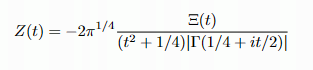 Z(t) = −2π^{1/4} \frac{Ξ(t)}{(t^2 + 1/4)|Γ(1/4 + it/2)|}